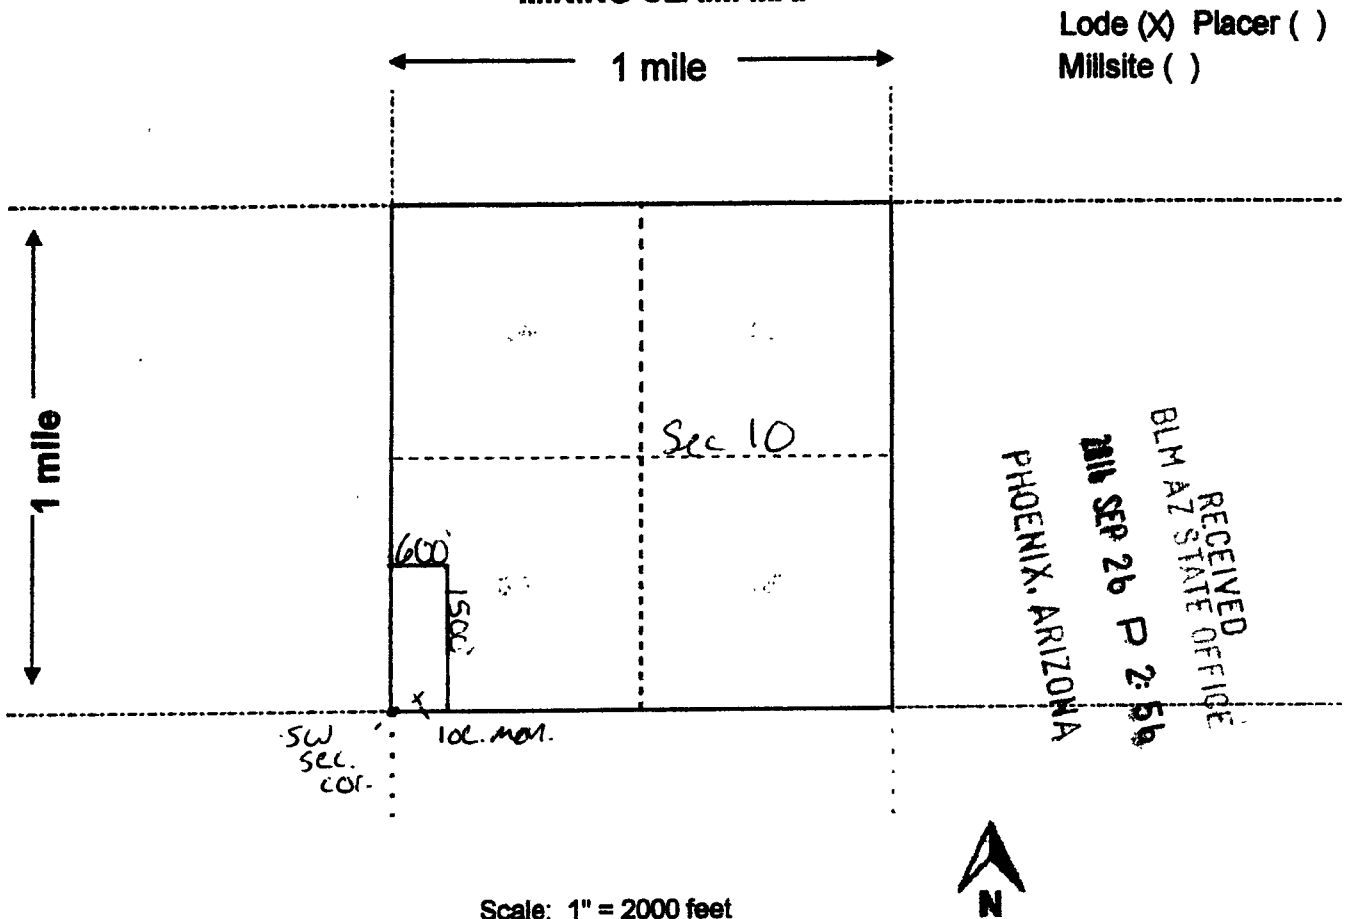 Lode (X) Placer ( )
Millsite ( )
1 mile
1 mile
Sec 10
600'
1500'
SW
sec.
cor.
loc. mon.
RECEIVED
BLM AZ STATE OFFICE
SEP 26 P 2:56
PHOENIX, ARIZONA
Scale: 1" = 2000 feet
N